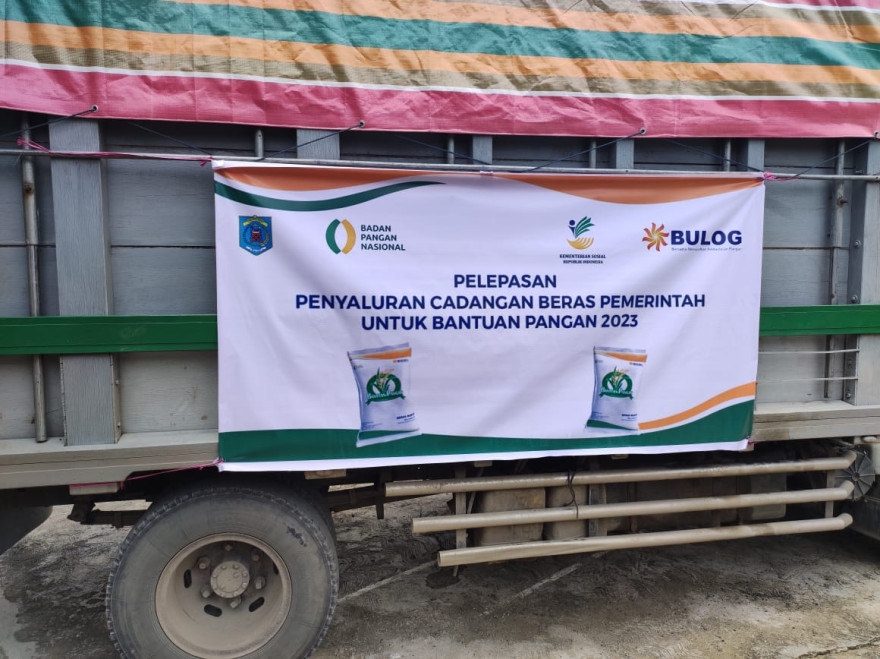 BADAN
PANGAN
NASIONAL
KEMENTERIAN SOSIAL
REPUBLIK INDONESIA
BULOG
PELEPASAN
PENYALURAN CADANGAN BERAS PEMERINTAH
UNTUK BANTUAN PANGAN 2023